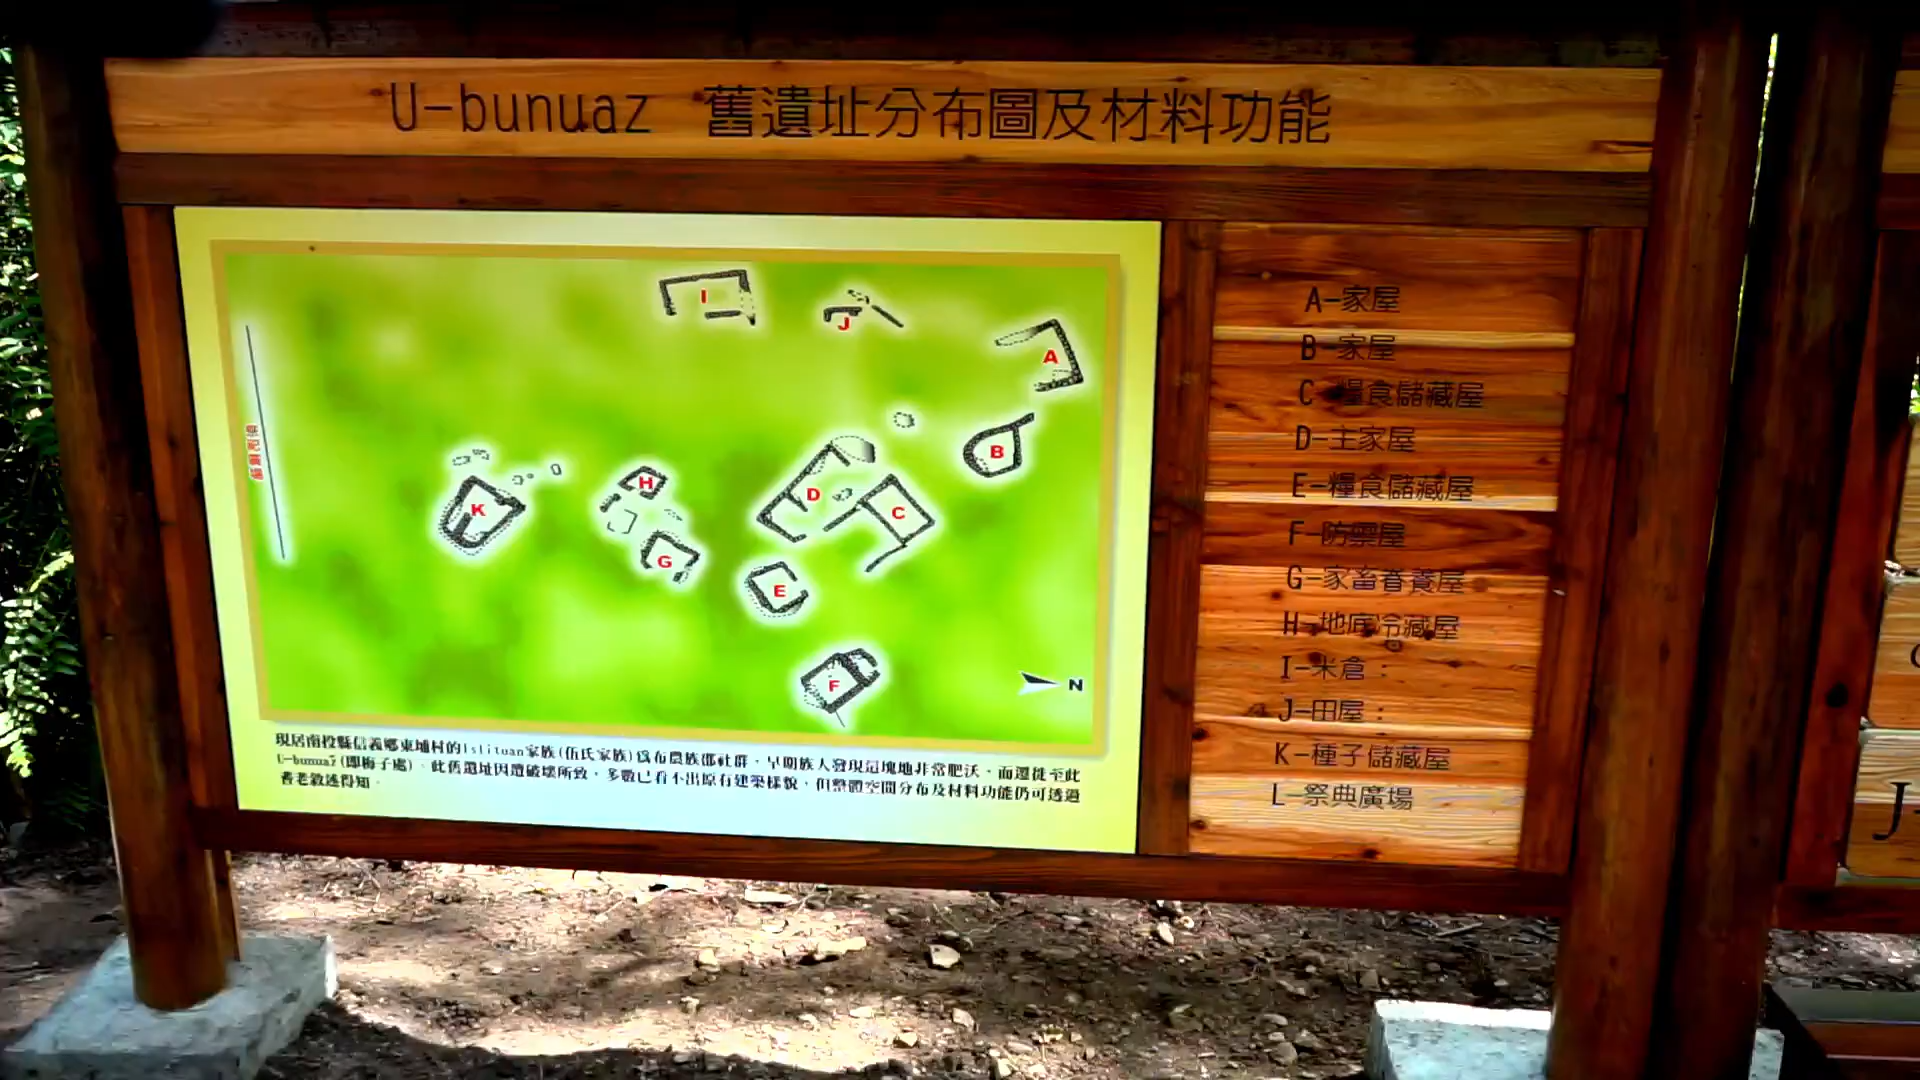 U-bunuaz 舊遺址分布圖及材料功能
I
J
A
B
K
H
D
C
G
E
F
N
現居南投縣信義鄉東埔村的Islituan家族(伍氏家族)為布農族郡社群,早期族人發現這塊地非常肥沃,而遷徙至此
U-bunuaz(即梅子處)。此舊遺址因遭破壞所致,多數已看不出原有建築樣貌,但整體空間分布及材料功能仍可透過
耆老敘述得知。
A-家屋
B-家屋
C-糧食儲藏屋
D-主家屋
E-糧食儲藏屋
F-防禦屋
G-家畜眷養屋
H-地底冷藏屋
I-米倉:
J-田屋:
K-種子儲藏屋
L-祭典廣場